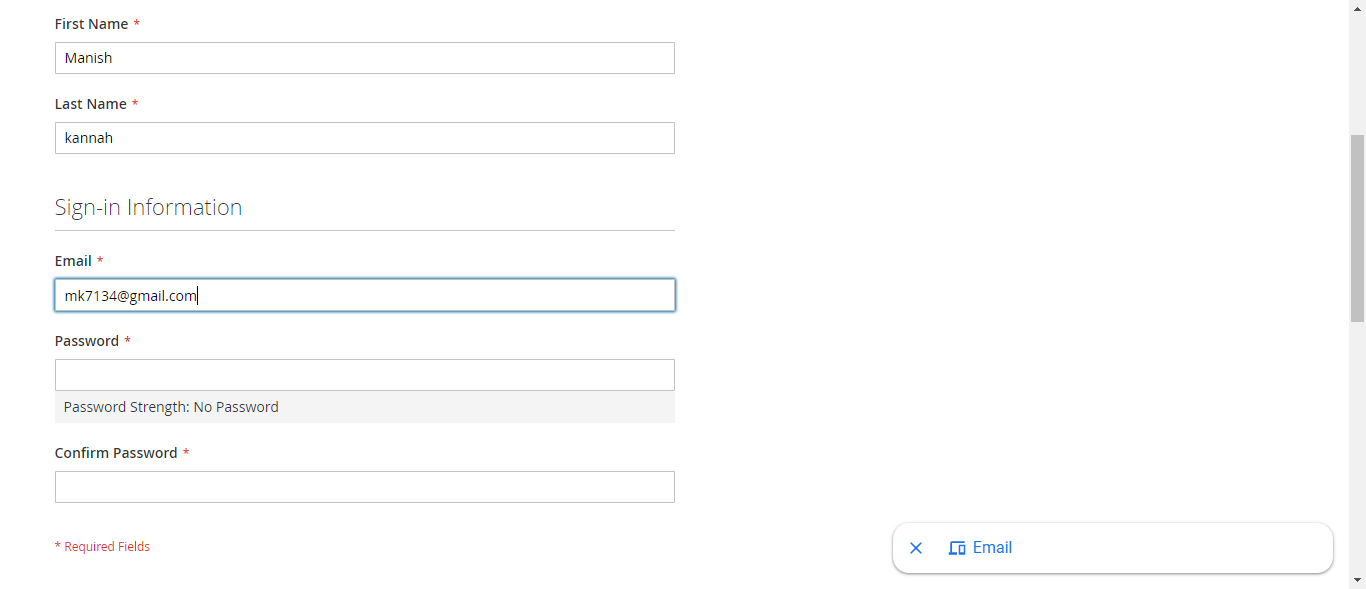 First Name *
Manish
Last Name *
kannah
Sign-in Information
Email *
mk7134@gmail.com
Password *
Password Strength: No Password
Confirm Password *
* Required Fields
Email